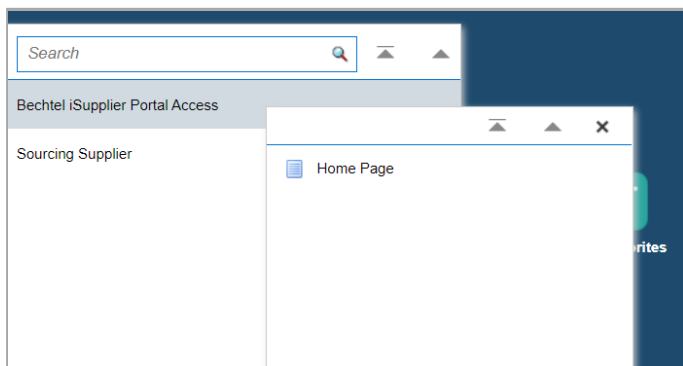 Search
Bechtel iSupplier Portal Access
Sourcing Supplier
Home Page